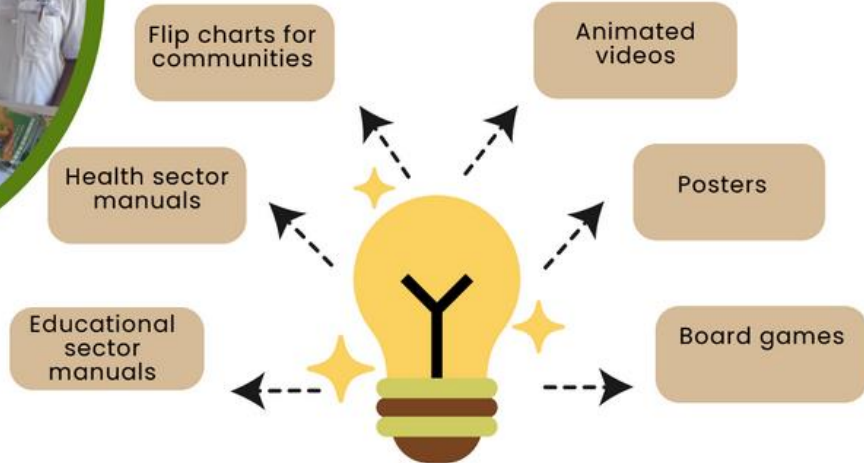 Flip charts for
communities
Animated
videos
Health sector
manuals
Posters
Educational
sector
manuals
Board games